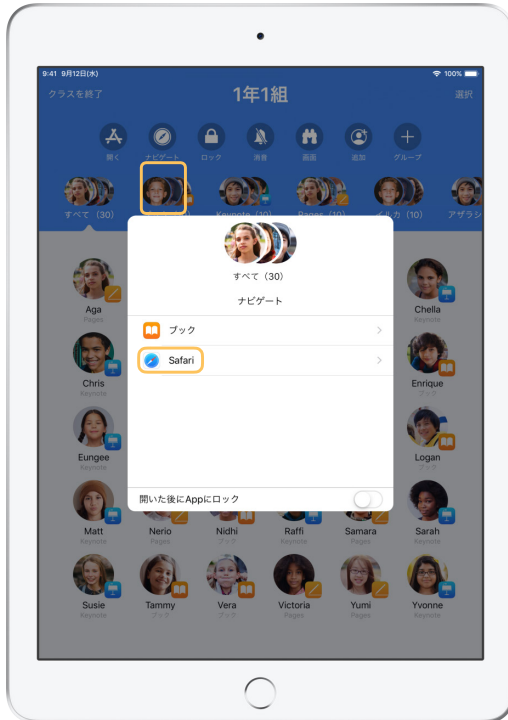 9:41 9月12日(水)
100%
クラスを終了
1年1組
選択
開く
ナビゲート
ロック
消音
画面
追加
グループ
すべて (30)
Keynote (10)
Pages (10)
イルカ (10)
アザラシ
すべて (30)
ナビゲート
ブック
Safari
開いた後にAppにロック
Aga
Pages
Chella
Keynote
Chris
Keynote
Enrique
ブック
Eungee
Keynote
Logan
ブック
Matt
Keynote
Nerio
Pages
Nidhi
ブック
Raffi
Keynote
Samara
Pages
Sarah
Keynote
Susie
Keynote
Tammy
ブック
Vera
ブック
Victoria
Pages
Yumi
Pages
Yvonne
Keynote